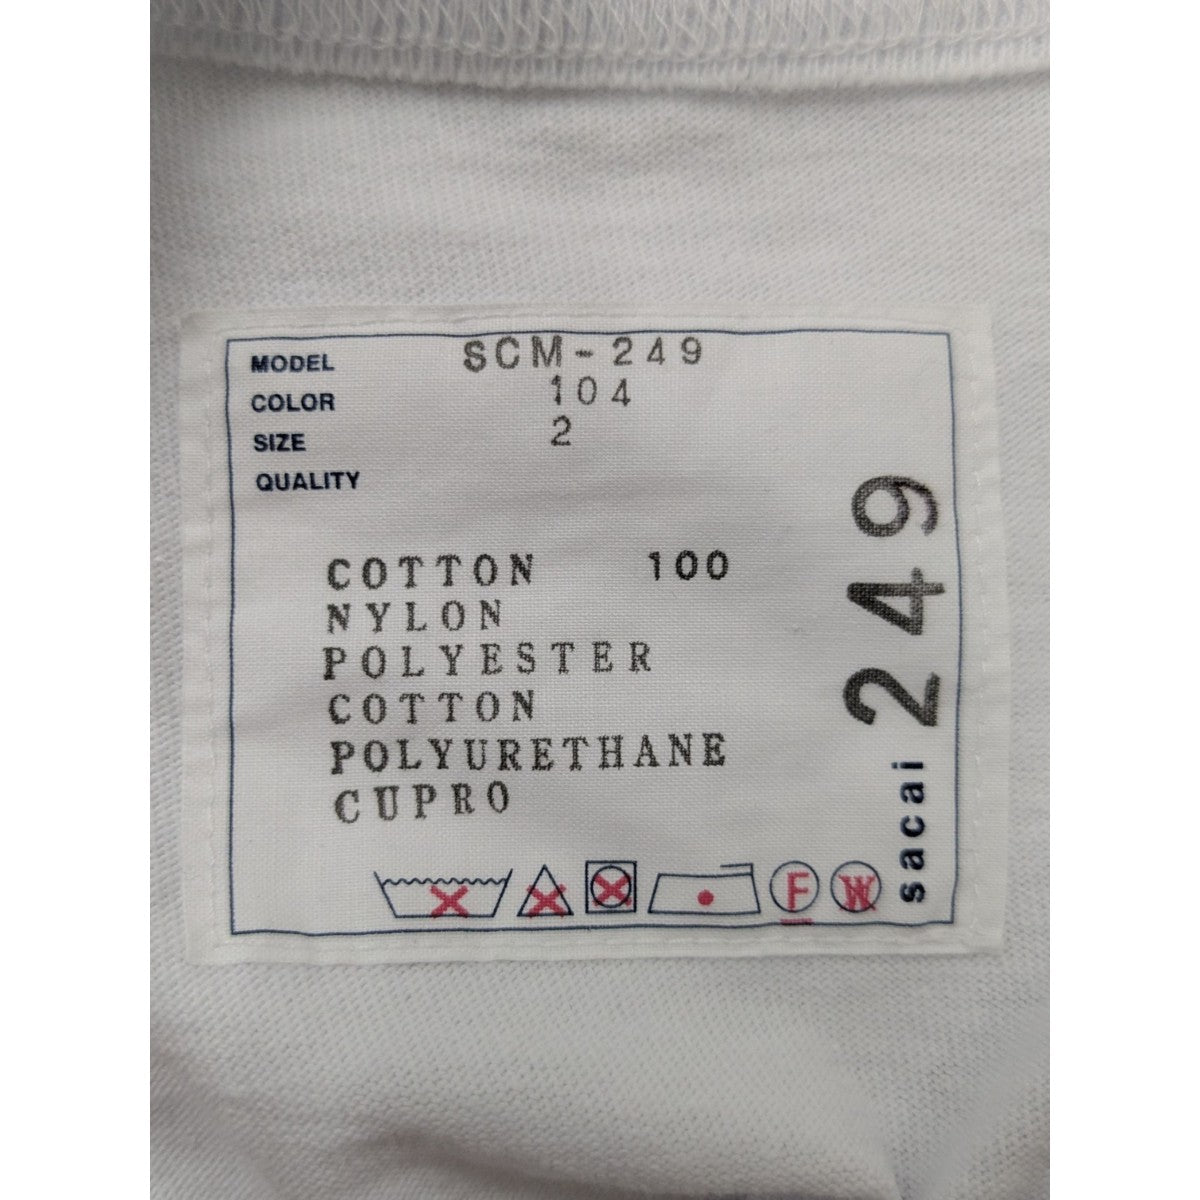 MODEL SCM-249
COLOR 104
SIZE 2
QUALITY
COTTON 100
NYLON
POLYESTER
COTTON
POLYURETHANE
CUPRO
F W
sacai 249